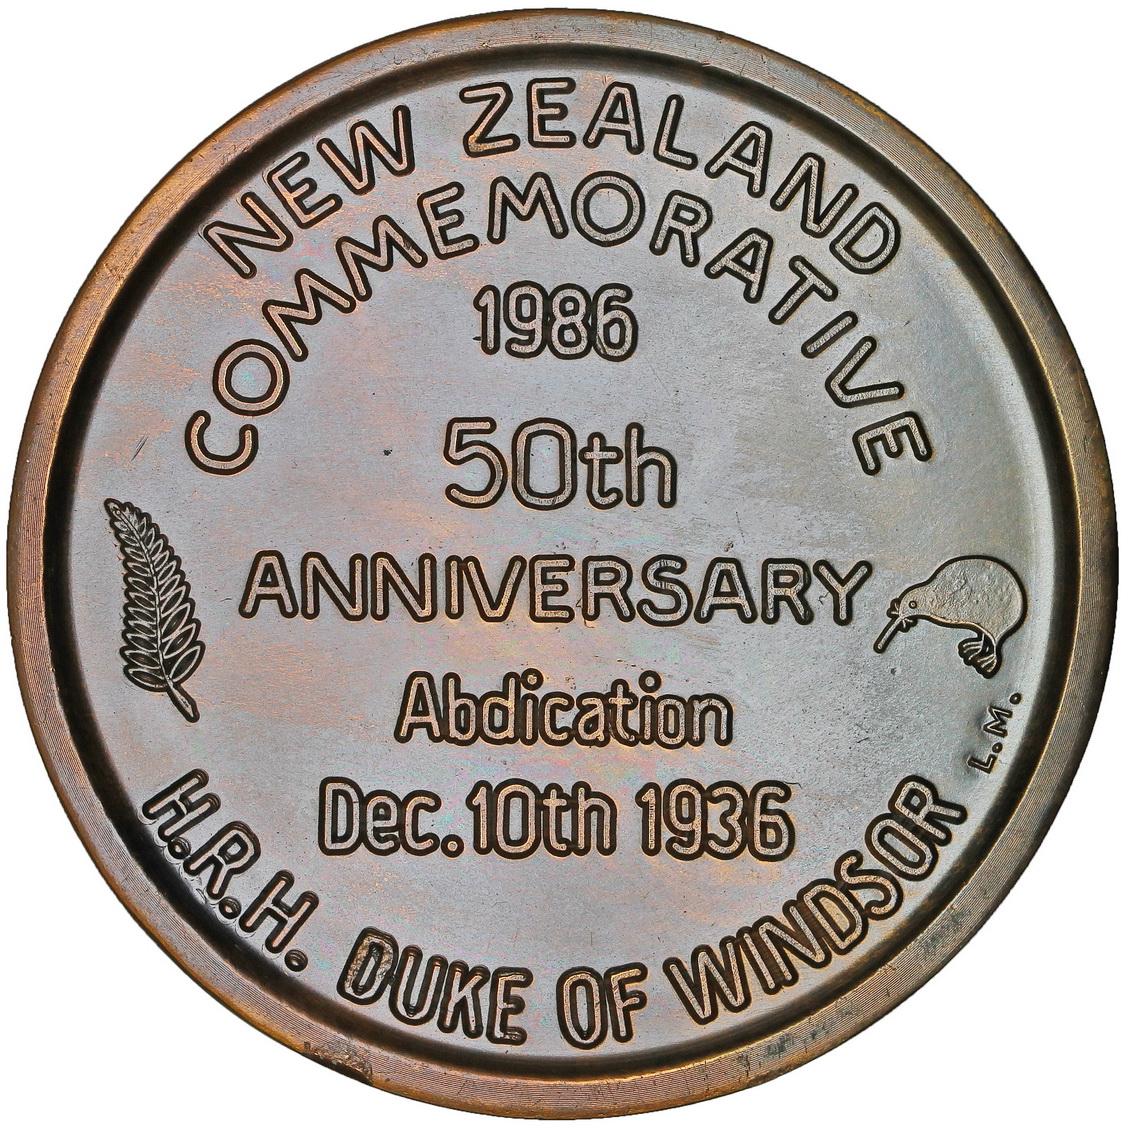 NEW ZEALAND
COMMEMORATIVE
1986
50th
ANNIVERSARY
Abdication
Dec. 10th 1936
H.R.H. DUKE OF WINDSOR
L.M.